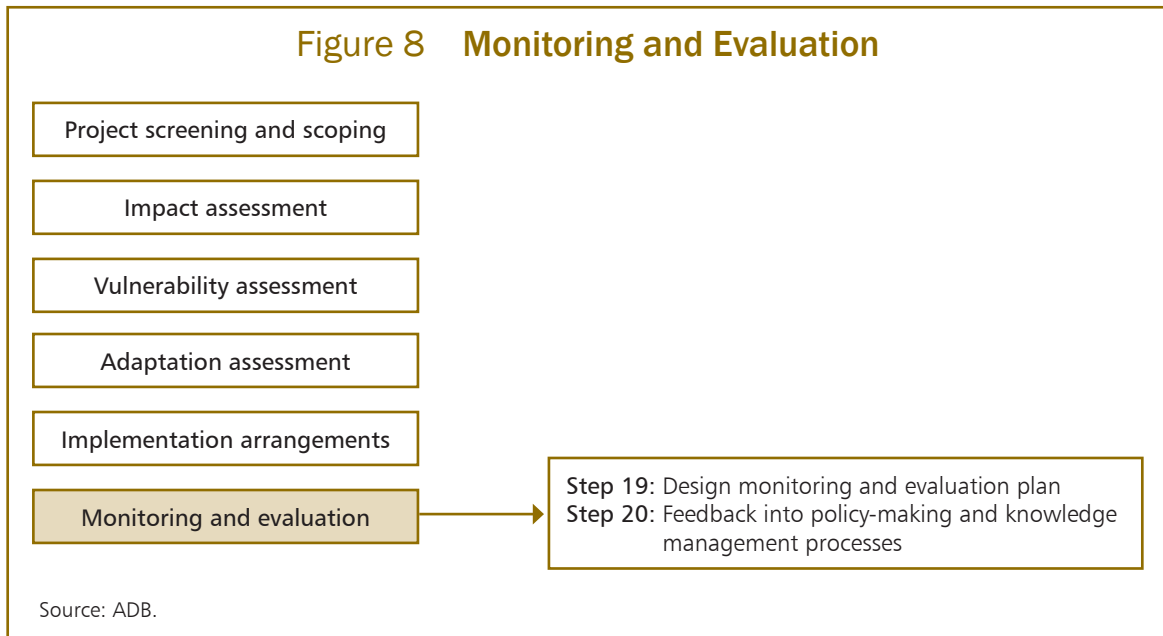 Figure 8 Monitoring and Evaluation
Project screening and scoping
Impact assessment
Vulnerability assessment
Adaptation assessment
Implementation arrangements
Monitoring and evaluation
Step 19: Design monitoring and evaluation plan
Step 20: Feedback into policy-making and knowledge
management processes
Source: ADB.